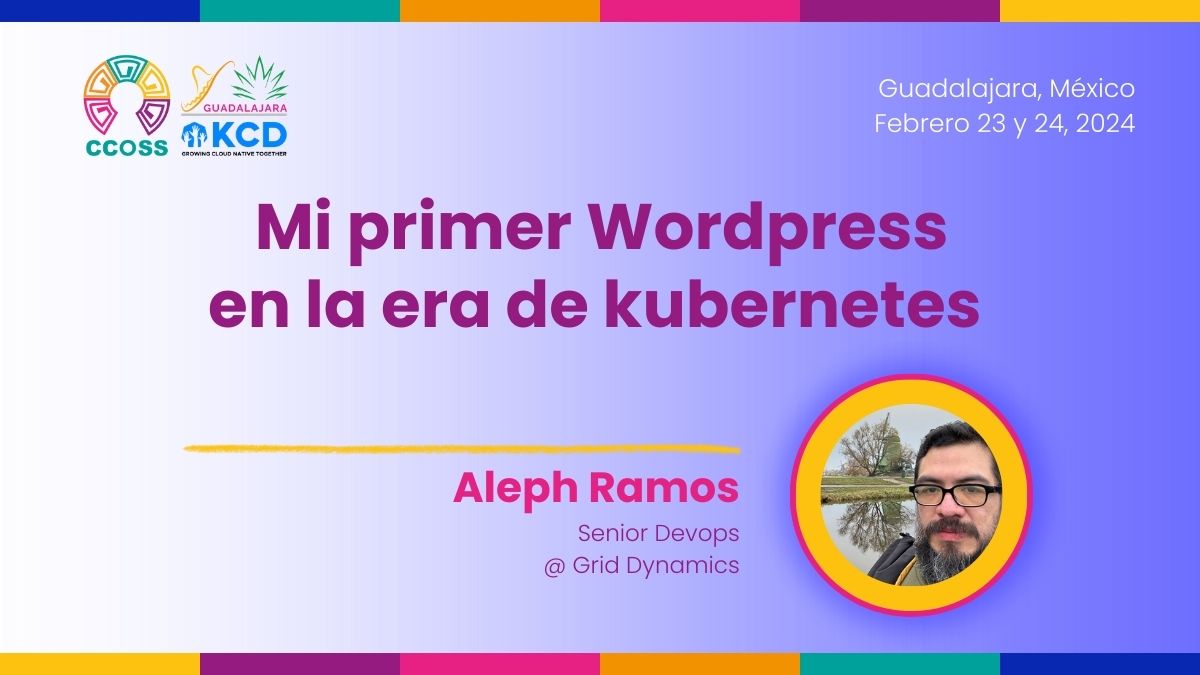 CCOSS
GUADALAJARA
KCD
GROWING CLOUD NATIVE TOGETHER
Guadalajara, México
Febrero 23 y 24, 2024
Mi primer Wordpress
en la era de kubernetes
Aleph Ramos
Senior Devops
@ Grid Dynamics